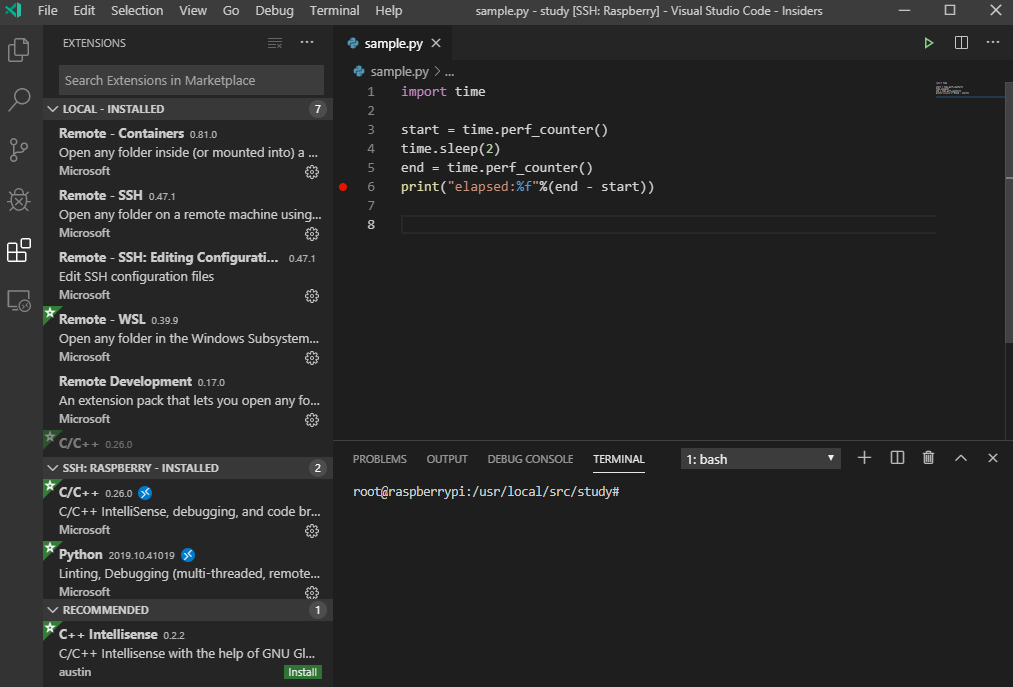 File Edit Selection View Go Debug Terminal Help sample.py - study [SSH: Raspberry] - Visual Studio Code - Insiders
EXTENSIONS
Search Extensions in Marketplace
LOCAL - INSTALLED 7
Remote - Containers 0.81.0
Open any folder inside (or mounted into) a ...
Microsoft
Remote - SSH 0.47.1
Open any folder on a remote machine using...
Microsoft
Remote - SSH: Editing Configurati... 0.47.1
Edit SSH configuration files
Microsoft
Remote - WSL 0.39.9
Open any folder in the Windows Subsystem...
Microsoft
Remote Development 0.17.0
An extension pack that lets you open any fo...
Microsoft
C/C++ 0.26.0
SSH: RASPBERRY - INSTALLED 2
C/C++ 0.26.0
C/C++ IntelliSense, debugging, and code br...
Microsoft
Python 2019.10.41019
Linting, Debugging (multi-threaded, remote...
Microsoft
RECOMMENDED 1
C++ Intellisense 0.2.2
C/C++ Intellisense with the help of GNU Gl...
austin Install
sample.py
sample.py > ...
1 import time
2
3 start = time.perf_counter()
4 time.sleep(2)
5 end = time.perf_counter()
6 print("elapsed:%f"%(end - start))
7
8
PROBLEMS OUTPUT DEBUG CONSOLE TERMINAL 1: bash
root@raspberrypi:/usr/local/src/study#